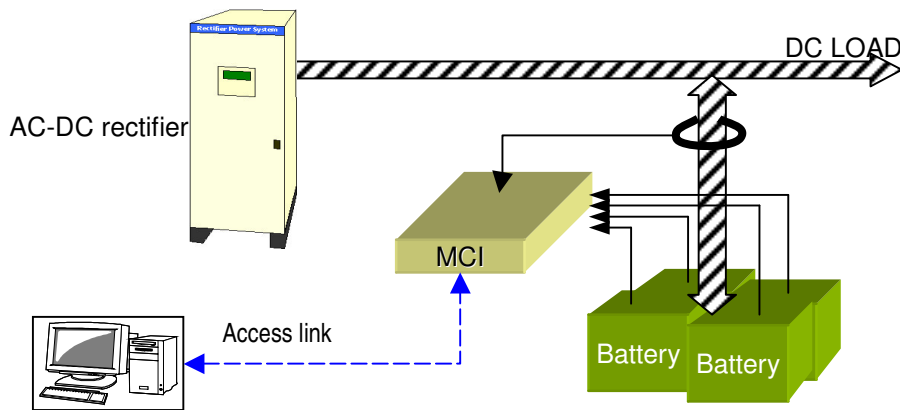 Rectifier Power System
DC LOAD
AC-DC rectifier
MCI
Access link
Battery
Battery